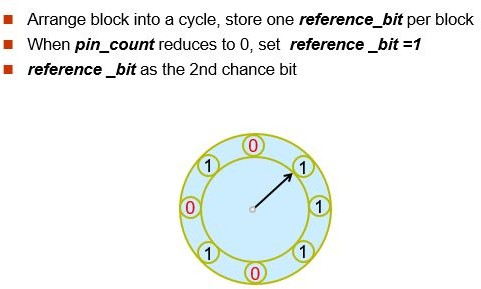 Arrange block into a cycle, store one reference_bit per block
When pin_count reduces to 0, set reference _bit =1
reference _bit as the 2nd chance bit
0
1 1
0 1
1 1
0